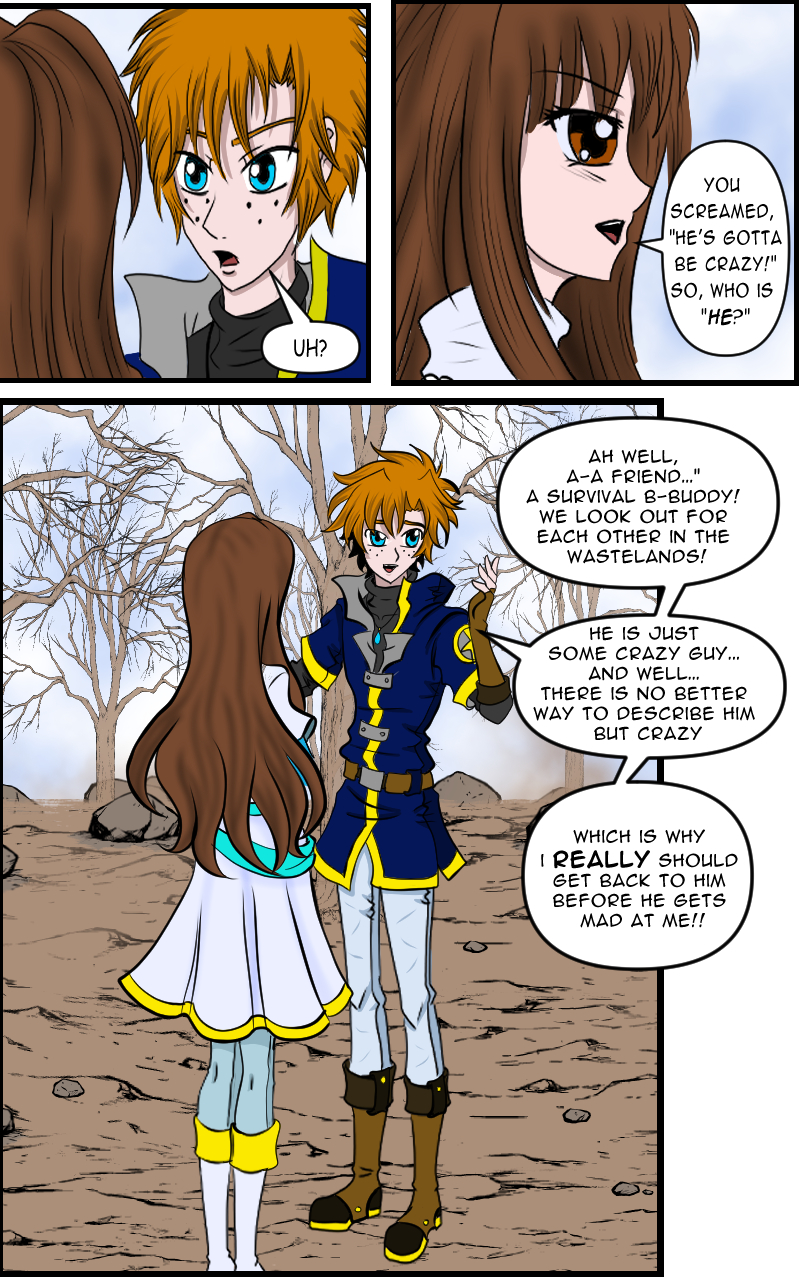 UH?
YOU
SCREAMED,
"HE'S GOTTA
BE CRAZY!"
SO, WHO IS
"HE?"
AH WELL,
A-A FRIEND..."
A SURVIVAL B-BUDDY!
WE LOOK OUT FOR
EACH OTHER IN THE
WASTELANDS!
HE IS JUST
SOME CRAZY GUY...
AND WELL...
THERE IS NO BETTER
WAY TO DESCRIBE HIM
BUT CRAZY
WHICH IS WHY
I REALLY SHOULD
GET BACK TO HIM
BEFORE HE GETS
MAD AT ME!!